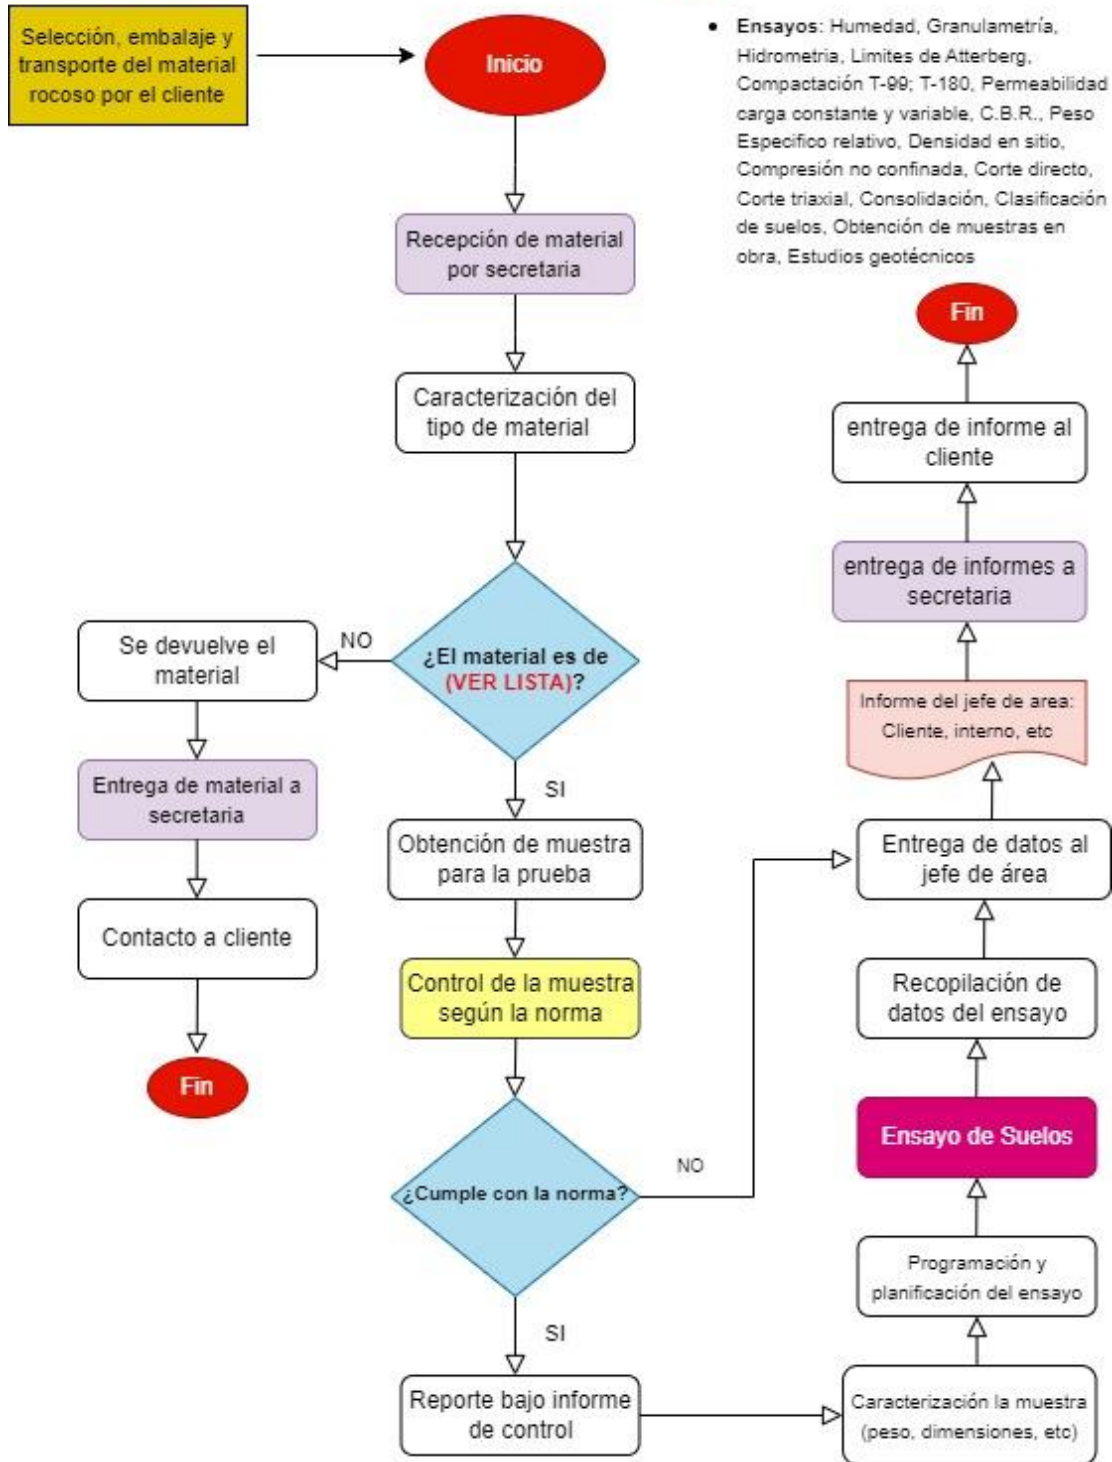 Selección, embalaje y
transporte del material
rocoso por el cliente
Inicio
• Ensayos: Humedad, Granulametría,
Hidrometria, Limites de Atterberg,
Compactación T-99; T-180, Permeabilidad
carga constante y variable, C.B.R., Peso
Especifico relativo, Densidad en sitio,
Compresión no confinada, Corte directo,
Corte triaxial, Consolidación, Clasificación
de suelos, Obtención de muestras en
obra, Estudios geotécnicos
Recepción de material
por secretaria
Caracterización del
tipo de material
¿El material es de
(VER LISTA)?
NO
Se devuelve el
material
Entrega de material a
secretaria
Contacto a cliente
Fin
SI
Obtención de muestra
para la prueba
Control de la muestra
según la norma
¿Cumple con la norma?
NO
SI
Reporte bajo informe
de control
Caracterización la muestra
(peso, dimensiones, etc)
Programación y
planificación del ensayo
Ensayo de Suelos
Recopilación de
datos del ensayo
Entrega de datos al
jefe de área
Informe del jefe de area:
Cliente, interno, etc
entrega de informes a
secretaria
entrega de informe al
cliente
Fin